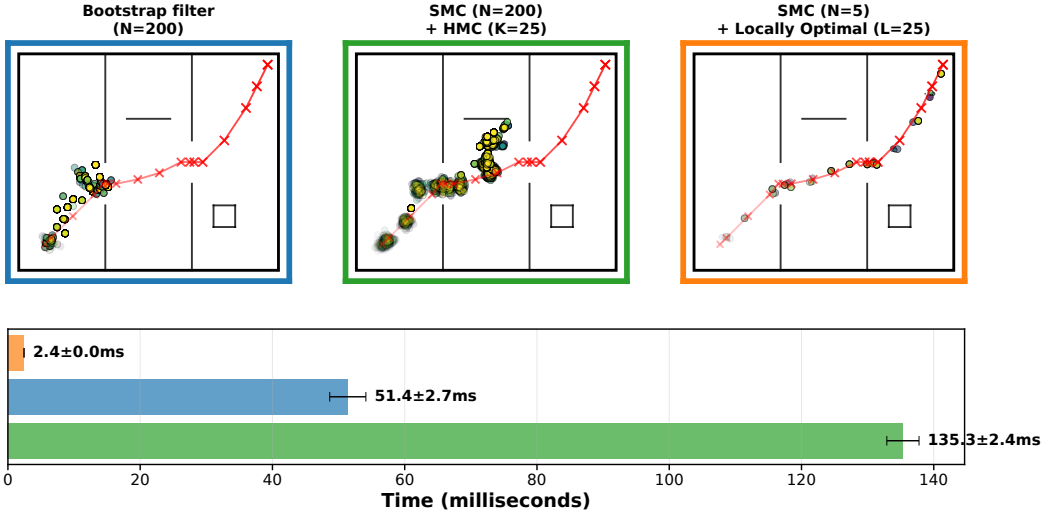 Bootstrap filter
(N=200)
SMC (N=200)
+ HMC (K=25)
SMC (N=5)
+ Locally Optimal (L=25)
2.4±0.0ms
51.4±2.7ms
135.3±2.4ms
0 20 40 60 80 100 120 140
Time (milliseconds)